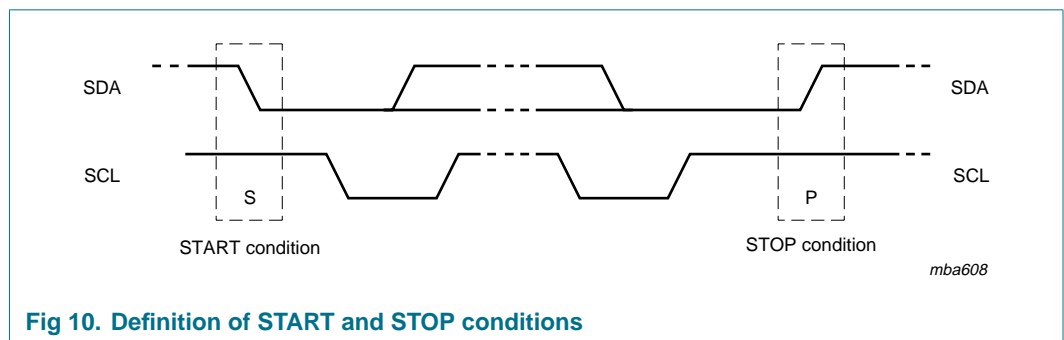 SDA
SDA
SCL
SCL
S
P
START condition
STOP condition
mba608
Fig 10. Definition of START and STOP conditions